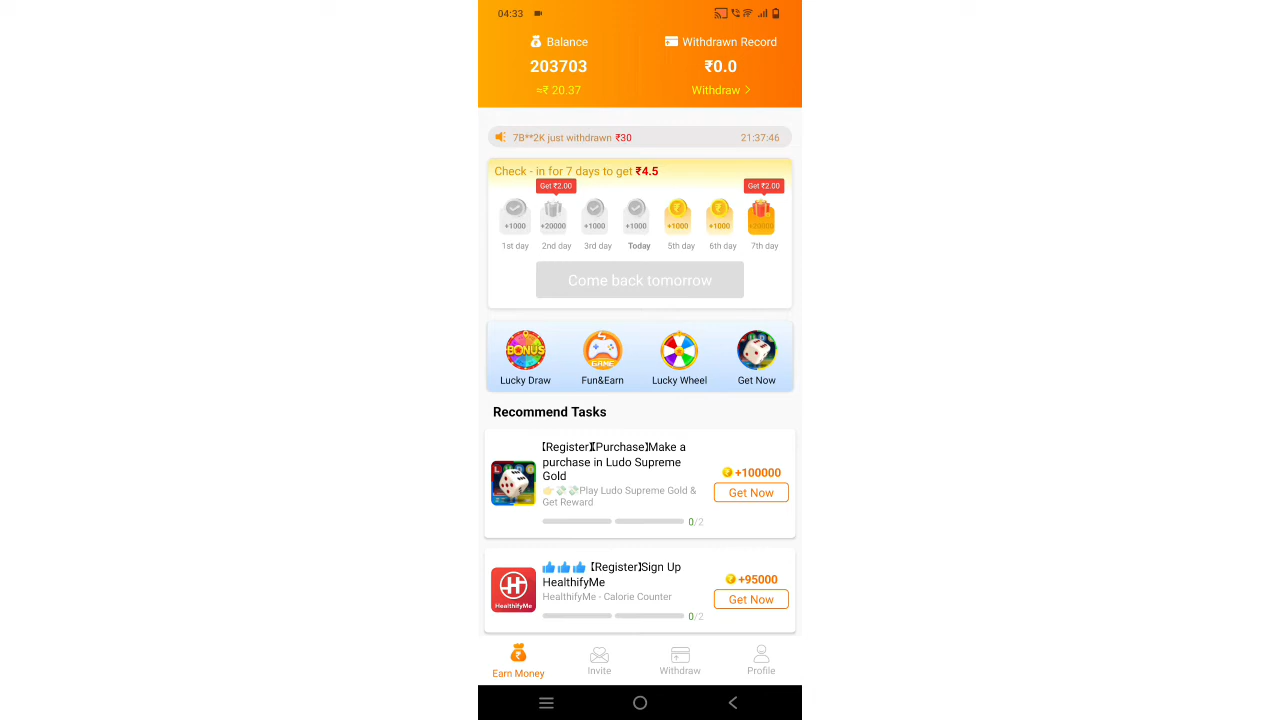 04:33
Balance
Withdrawn Record
203703
₹0.0
≈₹ 20.37
Withdraw >
7B**2K just withdrawn ₹30
21:37:46
Check - in for 7 days to get ₹4.5
Get ₹2.00
Get ₹2.00
+1000
+20000
+1000
+1000
+1000
+1000
+20000
1st day
2nd day
3rd day
Today
5th day
6th day
7th day
Come back tomorrow
BONUS
GAME
Lucky Draw
Fun&Earn
Lucky Wheel
Get Now
Recommend Tasks
【Register】【Purchase】Make a
purchase in Ludo Supreme
Gold
👉💸💸Play Ludo Supreme Gold &
Get Reward
0/2
+100000
Get Now
👍👍👍【Register】Sign Up
HealthifyMe
HealthifyMe - Calorie Counter
0/2
HealthifyMe
+95000
Get Now
Earn Money
Invite
Withdraw
Profile